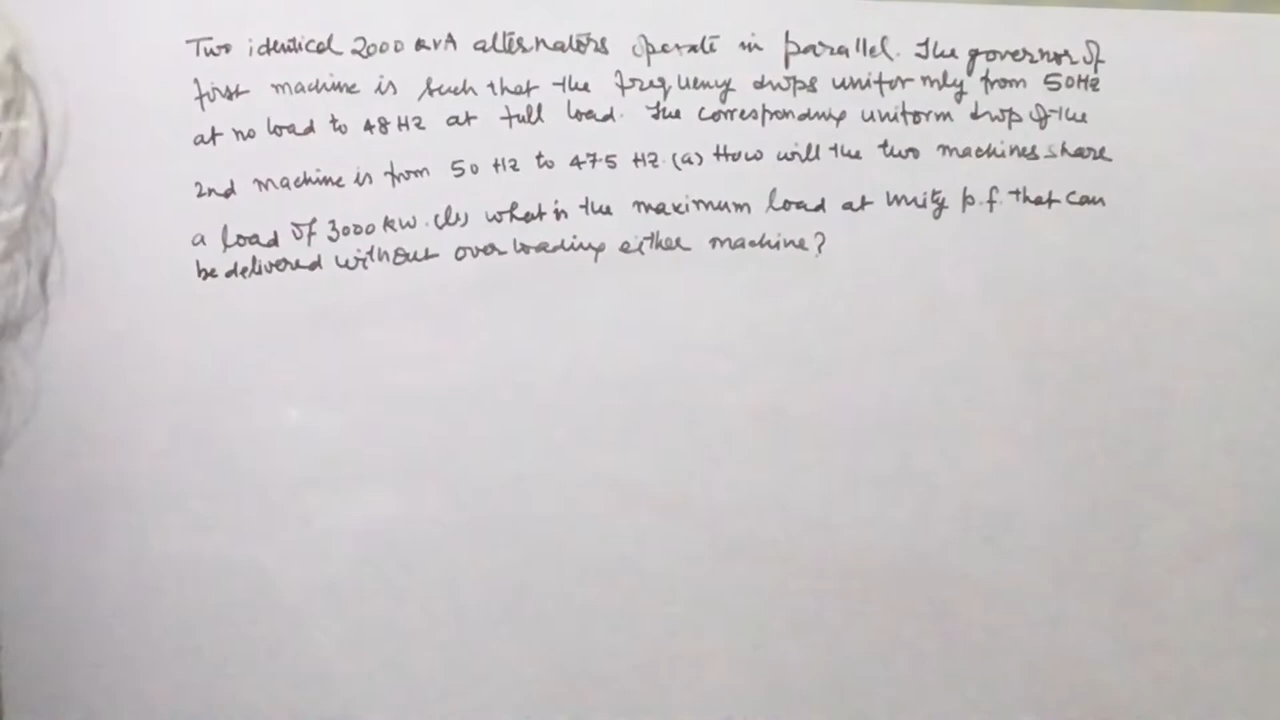 Two identical 2000 kVA alternators operate in parallel. The governor of
first machine is such that the frequency drops uniformly from 50Hz
at no load to 48 Hz at full load. The corresponding uniform drop of the
2nd machine is from 50 Hz to 47.5 Hz. (a) How will the two machines share
a load of 3000 kw. (b) what is the maximum load at unity p.f. that can
be delivered without over loading either machine?